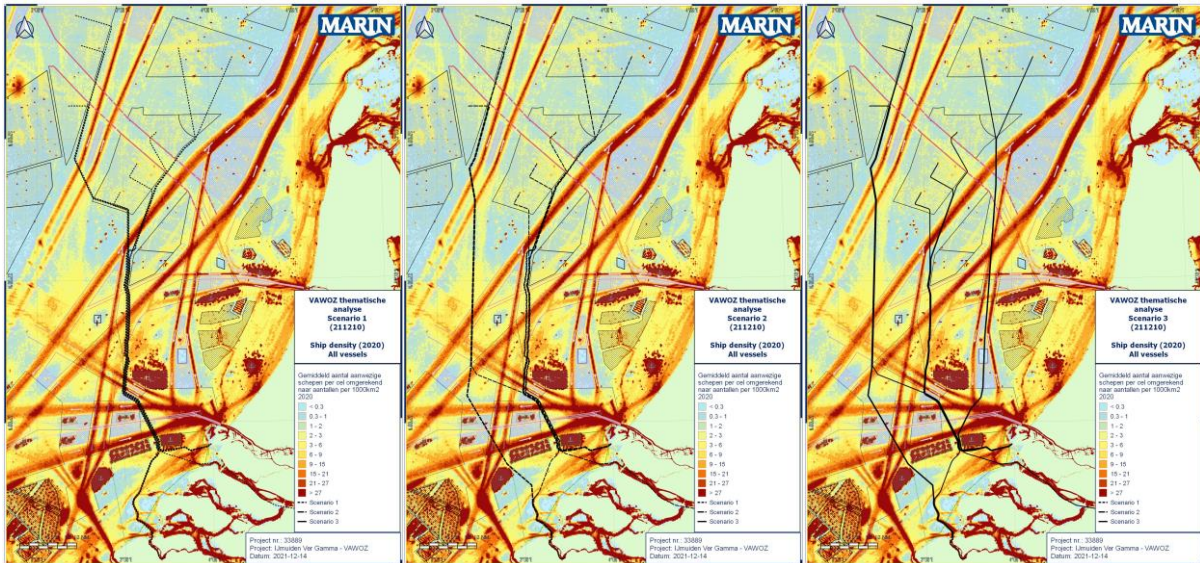 MARIN
VAWOZ thematische
analyse
Scenario 1
(211210)
Ship density (2020)
All vessels
Gemiddeld aantal aanwezige
schepen per cel omgerekend
naar aantallen per 1000km2
2020
< 0.3
0.3 - 1
1 - 2
2 - 3
3 - 6
6 - 9
9 - 15
15 - 21
21 - 27
> 27
Scenario 1
Scenario 2
Scenario 3
Project nr.: 33889
Project: IJmuiden Ver Gamma - VAWOZ
Datum: 2021-12-14
MARIN
VAWOZ thematische
analyse
Scenario 2
(211210)
Ship density (2020)
All vessels
Gemiddeld aantal aanwezige
schepen per cel omgerekend
naar aantallen per 1000km2
2020
< 0.3
0.3 - 1
1 - 2
2 - 3
3 - 6
6 - 9
9 - 15
15 - 21
21 - 27
> 27
Scenario 1
Scenario 2
Scenario 3
Project nr.: 33889
Project: IJmuiden Ver Gamma - VAWOZ
Datum: 2021-12-14
MARIN
VAWOZ thematische
analyse
Scenario 3
(211210)
Ship density (2020)
All vessels
Gemiddeld aantal aanwezige
schepen per cel omgerekend
naar aantallen per 1000km2
2020
< 0.3
0.3 - 1
1 - 2
2 - 3
3 - 6
6 - 9
9 - 15
15 - 21
21 - 27
> 27
Scenario 1
Scenario 2
Scenario 3
Project nr.: 33889
Project: IJmuiden Ver Gamma - VAWOZ
Datum: 2021-12-14